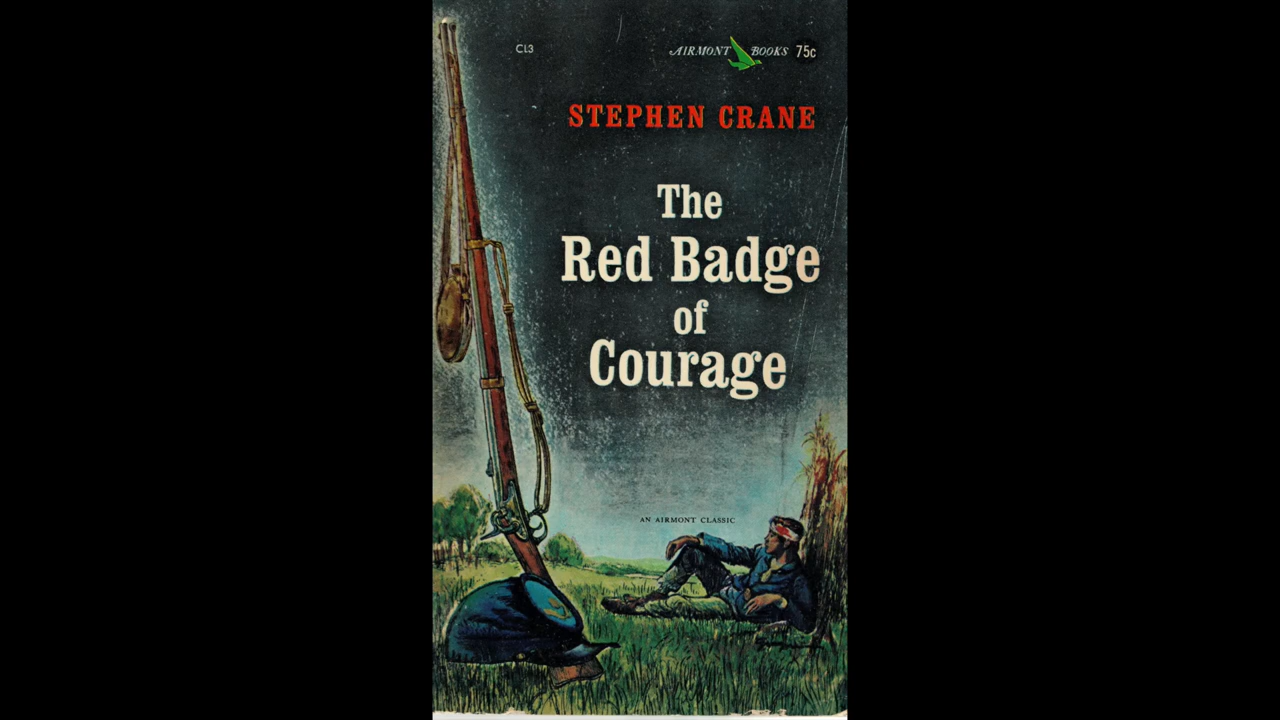 CL3
AIRMONT BOOKS 75c
STEPHEN CRANE
The
Red Badge
of
Courage
AN AIRMONT CLASSIC